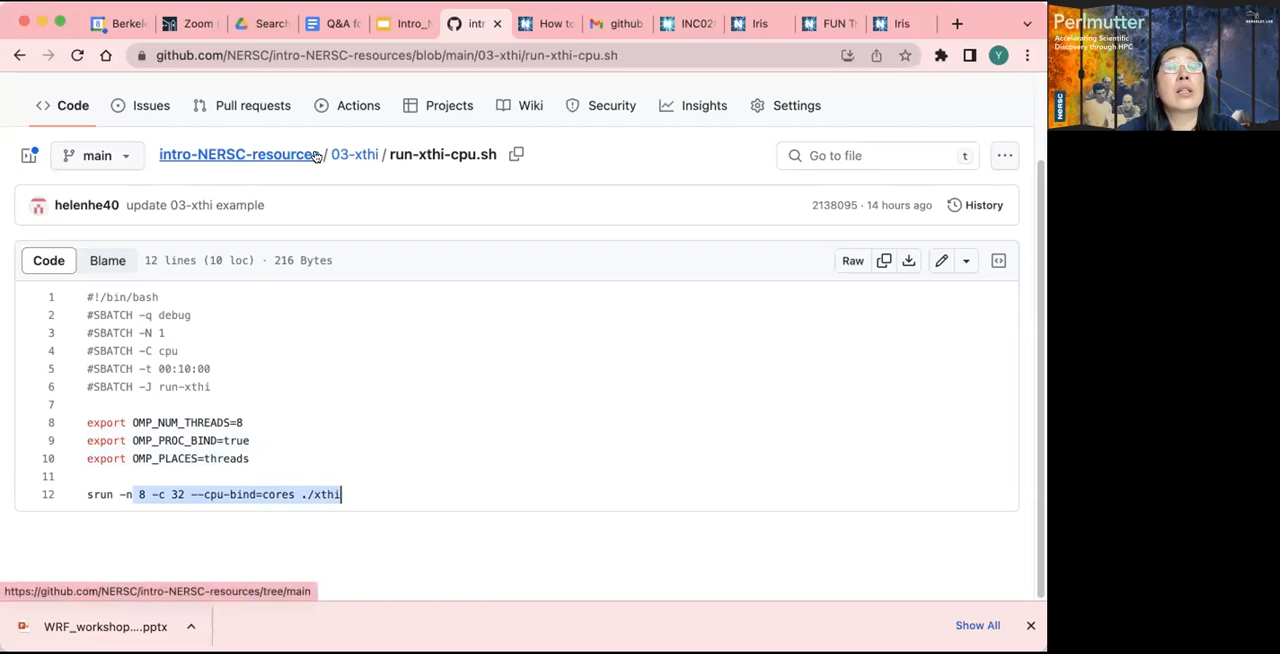 Berkel
Zoom
Search
Q&A fo
Intro_N
intr
How to
github
INC02
Iris
FUN Tr
Iris
github.com/NERSC/intro-NERSC-resources/blob/main/03-xthi/run-xthi-cpu.sh
Y
Code Issues Pull requests Actions Projects Wiki Security Insights Settings
main intro-NERSC-resources / 03-xthi / run-xthi-cpu.sh Go to file t
helenhe40 update 03-xthi example 2138095 · 14 hours ago History
Code Blame 12 lines (10 loc) · 216 Bytes Raw
1 #!/bin/bash
2 #SBATCH -q debug
3 #SBATCH -N 1
4 #SBATCH -C cpu
5 #SBATCH -t 00:10:00
6 #SBATCH -J run-xthi
7
8 export OMP_NUM_THREADS=8
9 export OMP_PROC_BIND=true
10 export OMP_PLACES=threads
11
12 srun -n 8 -c 32 --cpu-bind=cores ./xthi
https://github.com/NERSC/intro-NERSC-resources/tree/main
WRF_workshop....pptx Show All
Perlmutter
Accelerating Scientific
Discovery through HPC
NERSC
BERKELEY LAB